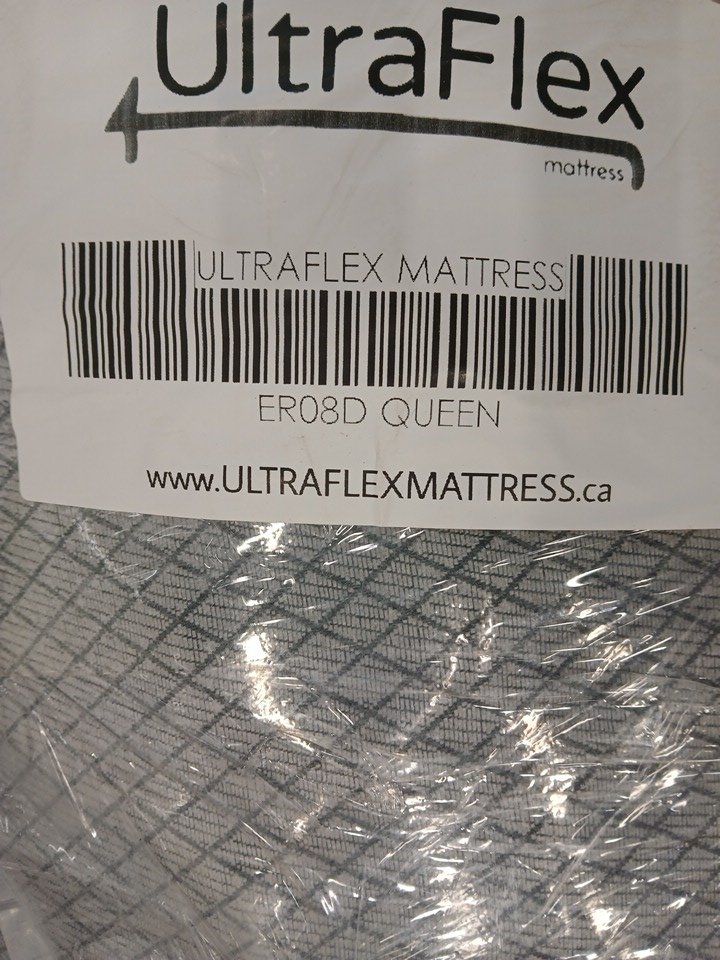 UltraFlex
mattress
ULTRAFLEX MATTRESS
ER08D QUEEN
www.ULTRAFLEXMATTRESS.ca